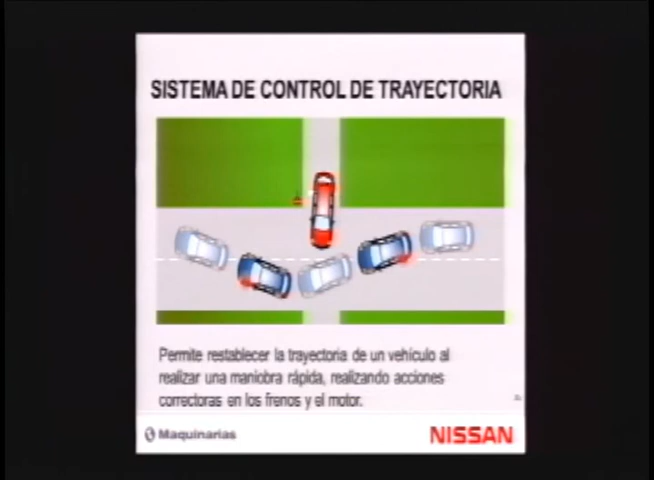 SISTEMA DE CONTROL DE TRAYECTORIA
Permite restablecer la trayectoria de un vehículo al
realizar una maniobra rápida, realizando acciones
correctoras en los frenos y el motor.
Maquinarias
NISSAN